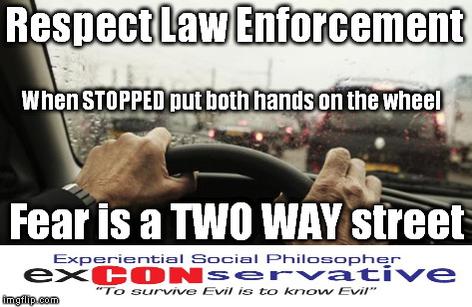 Respect Law Enforcement
When STOPPED put both hands on the wheel
Fear is a TWO WAY street
Experiential Social Philosopher
exCONservative
"To survive Evil is to know Evil"
imgflip.com